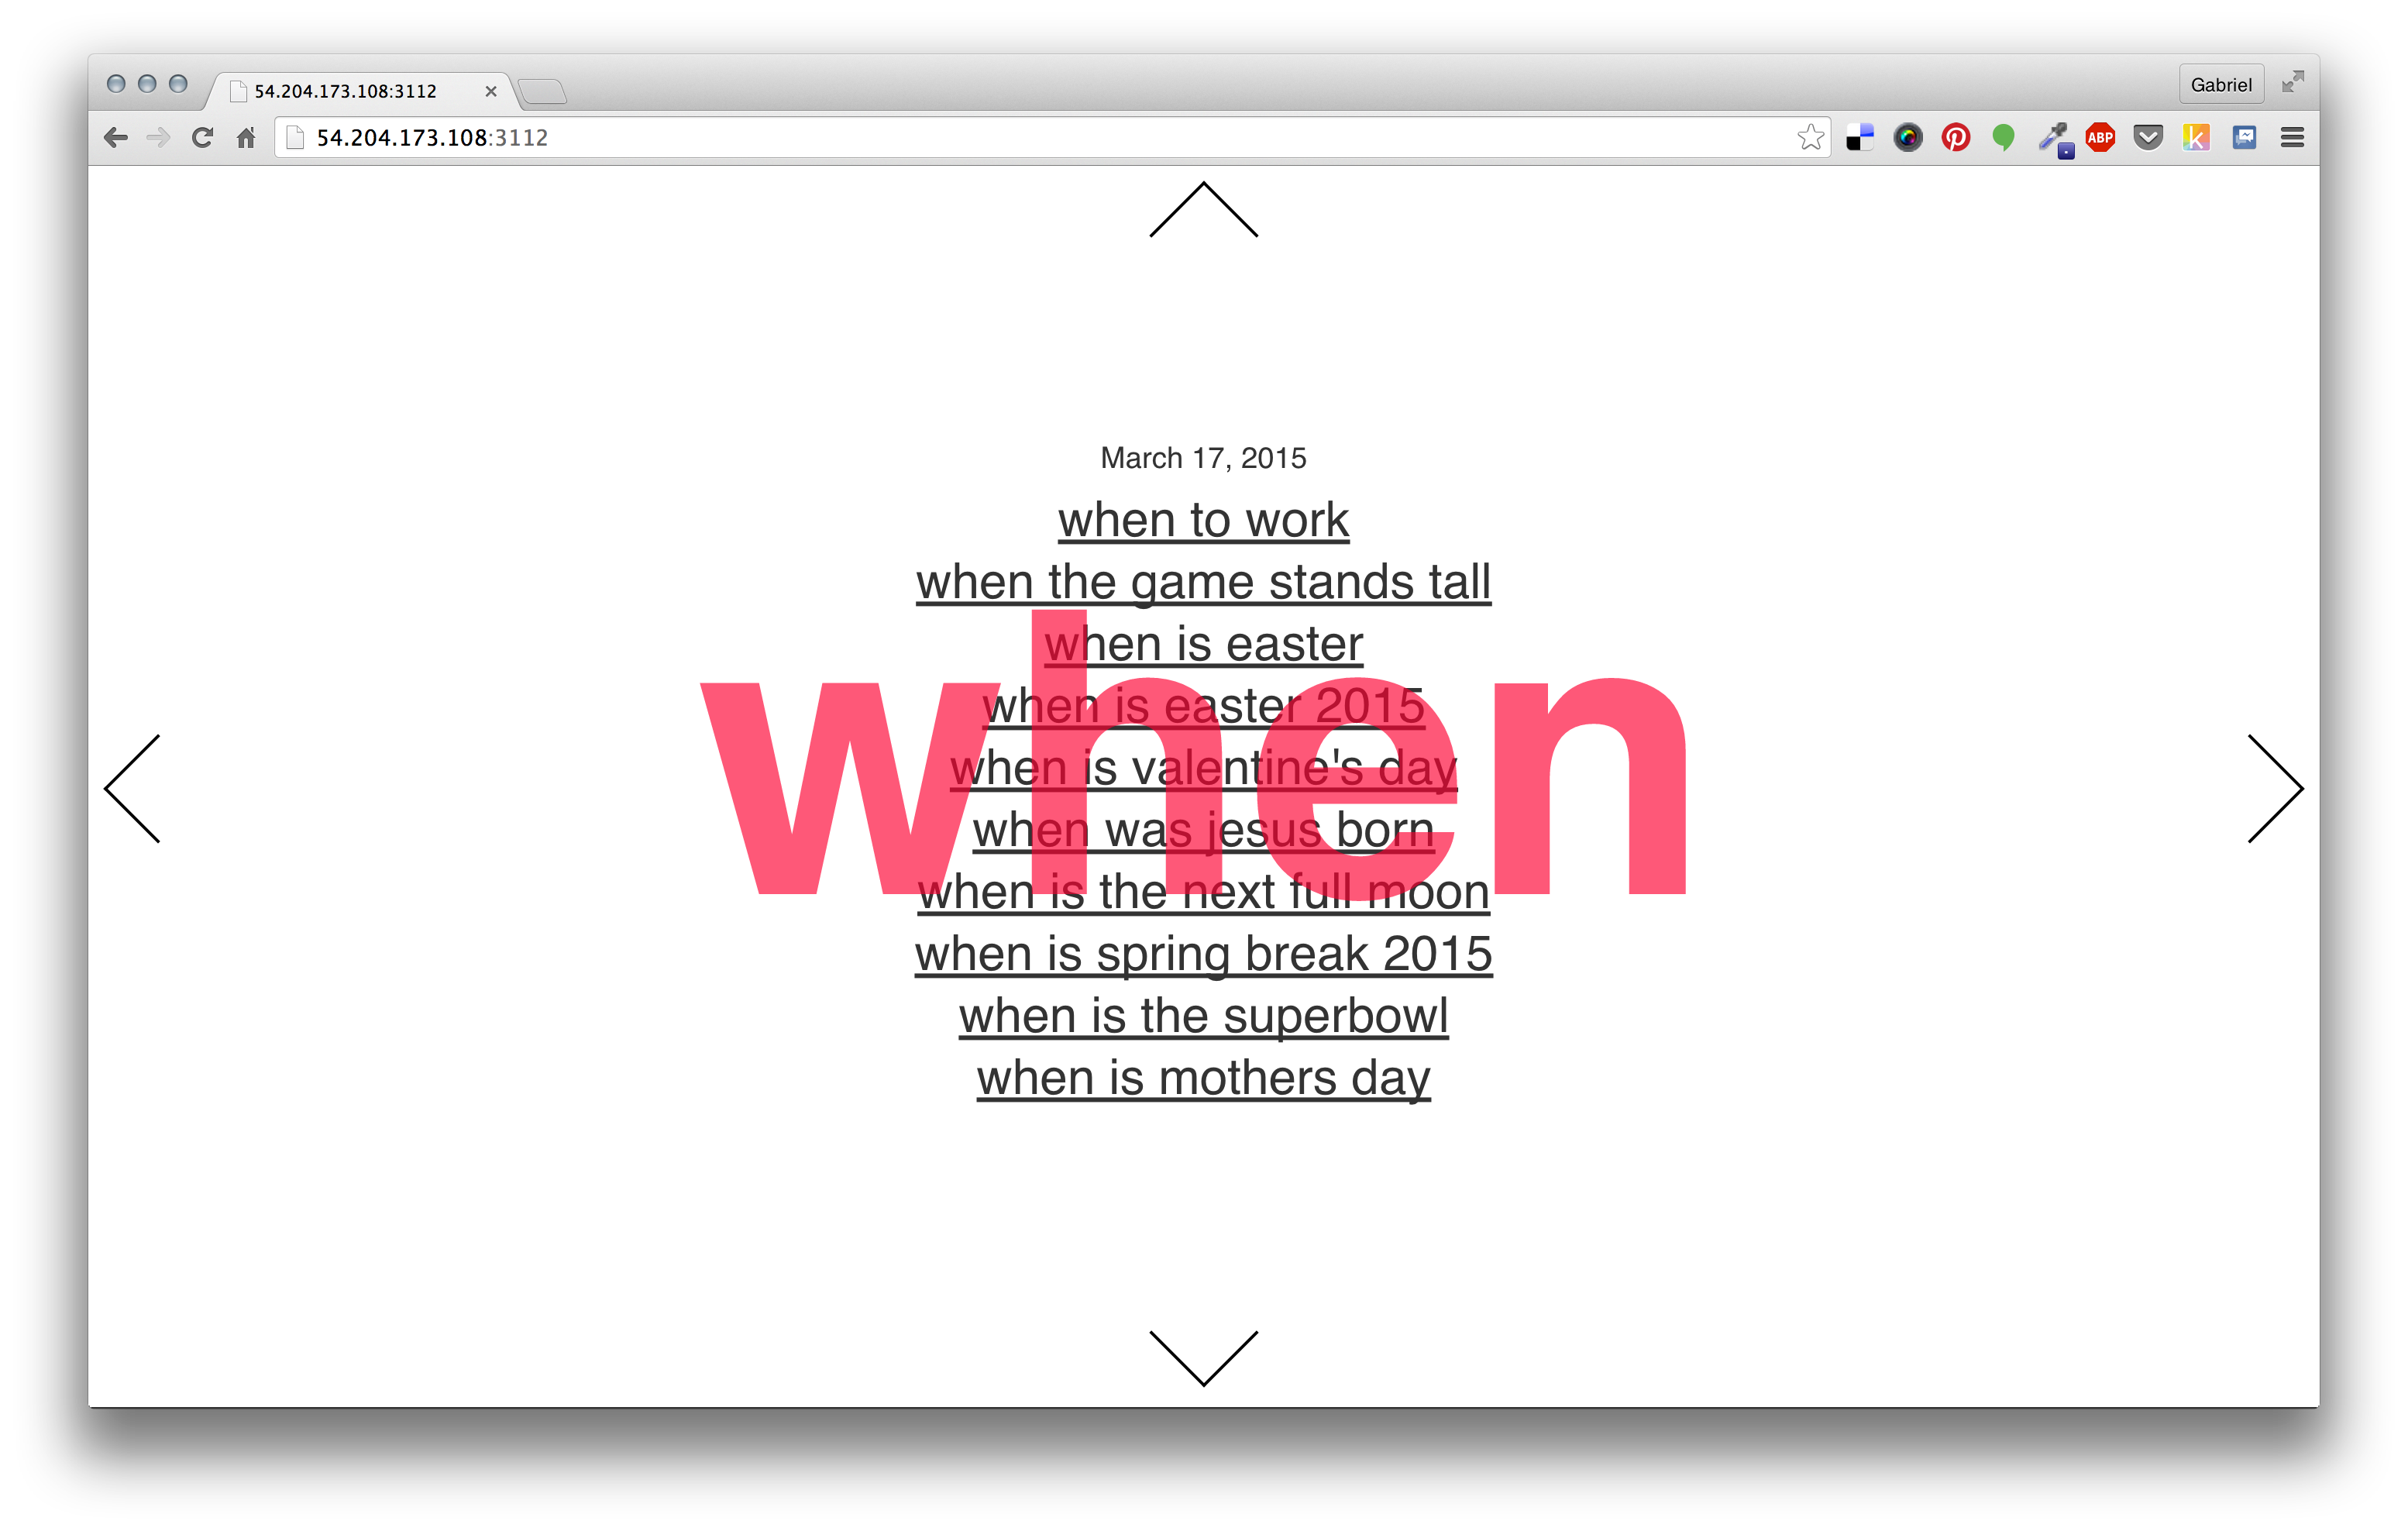 54.204.173.108:3112
Gabriel
54.204.173.108:3112
ABP
k
March 17, 2015
when to work
when the game stands tall
when is easter
when is easter 2015
when is valentine's day
when was jesus born
when is the next full moon
when is spring break 2015
when is the superbowl
when is mothers day
when